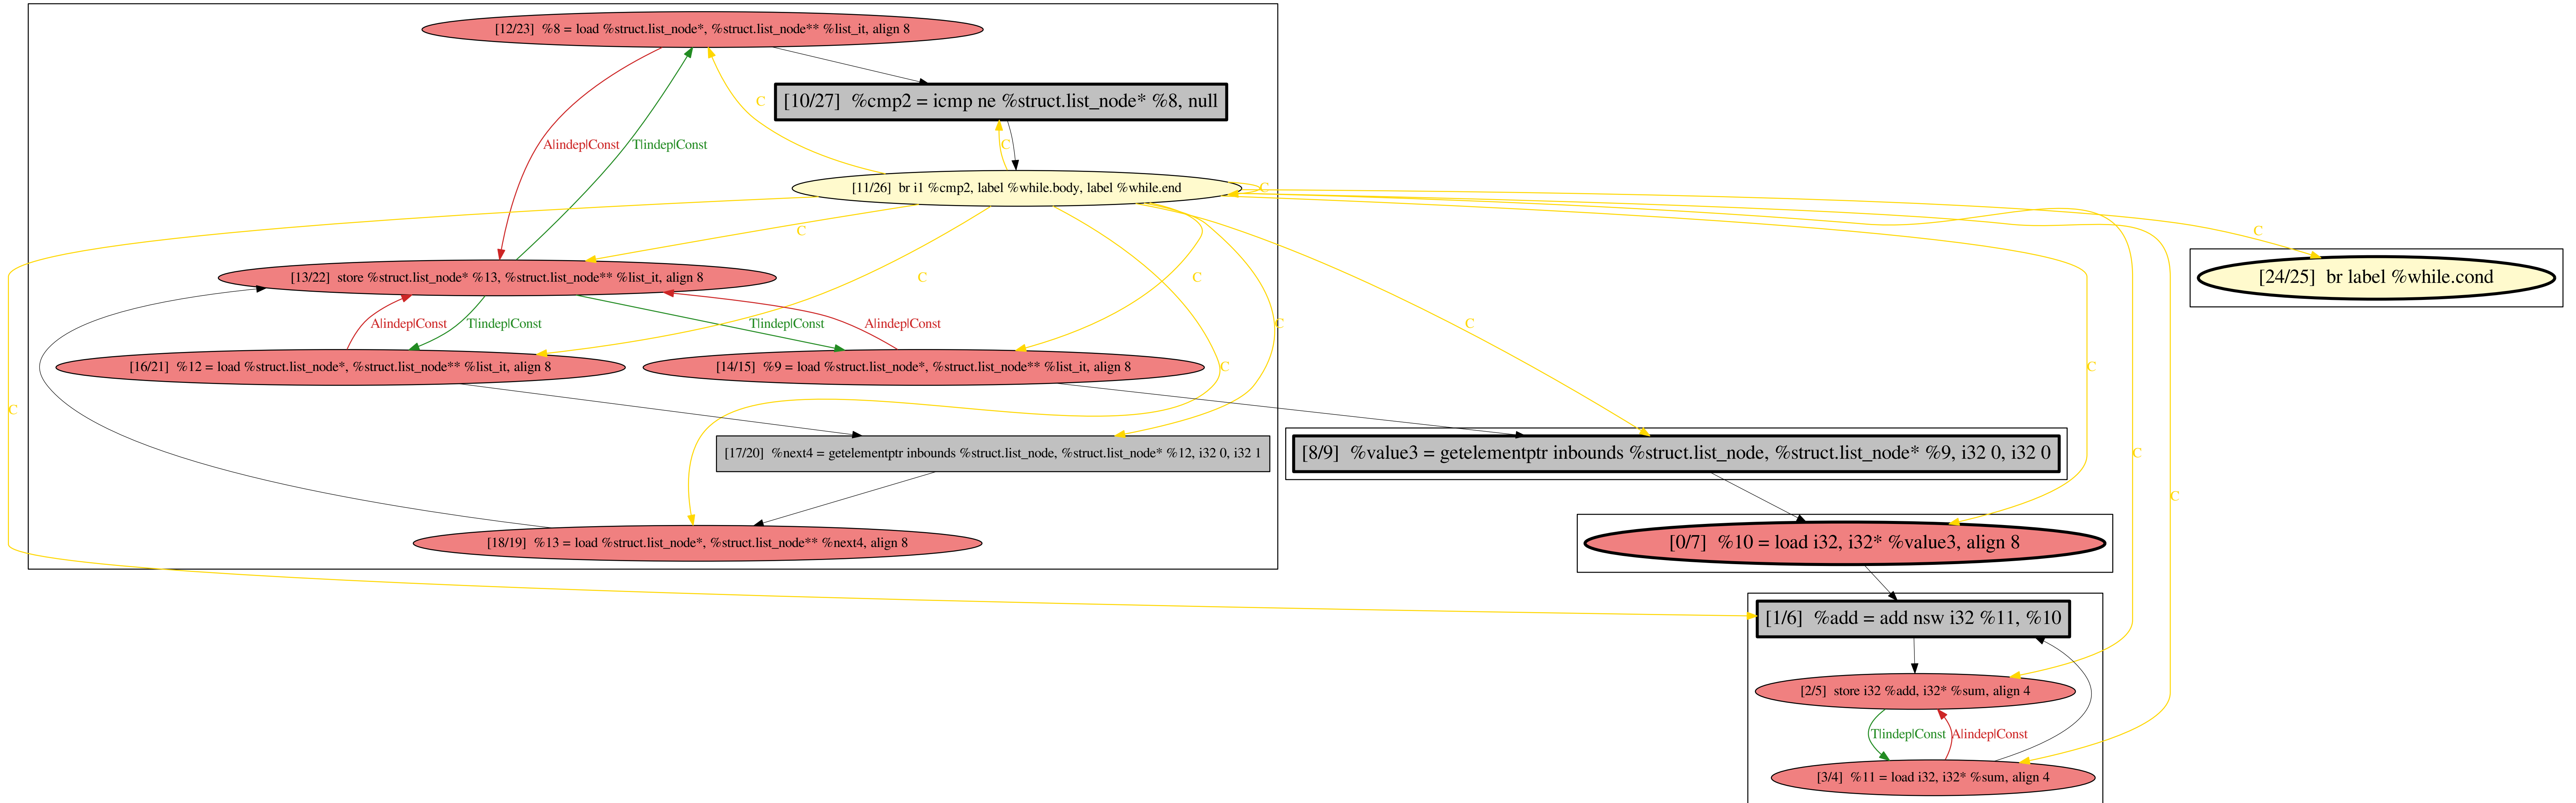 [12/23]  %8 = load %struct.list_node*, %struct.list_node** %list_it, align 8
[10/27]  %cmp2 = icmp ne %struct.list_node* %8, null
C
A|indep|Const
T|indep|Const
C
[11/26]  br i1 %cmp2, label %while.body, label %while.end
C
C
C
[13/22]  store %struct.list_node* %13, %struct.list_node** %list_it, align 8
C
C
[24/25]  br label %while.cond
A|indep|Const
T|indep|Const
T|indep|Const
A|indep|Const
C
C
[16/21]  %12 = load %struct.list_node*, %struct.list_node** %list_it, align 8
[14/15]  %9 = load %struct.list_node*, %struct.list_node** %list_it, align 8
C
C
C
[17/20]  %next4 = getelementptr inbounds %struct.list_node, %struct.list_node* %12, i32 0, i32 1
[8/9]  %value3 = getelementptr inbounds %struct.list_node, %struct.list_node* %9, i32 0, i32 0
C
C
[18/19]  %13 = load %struct.list_node*, %struct.list_node** %next4, align 8
[0/7]  %10 = load i32, i32* %value3, align 8
[1/6]  %add = add nsw i32 %11, %10
[2/5]  store i32 %add, i32* %sum, align 4
T|indep|Const
A|indep|Const
[3/4]  %11 = load i32, i32* %sum, align 4